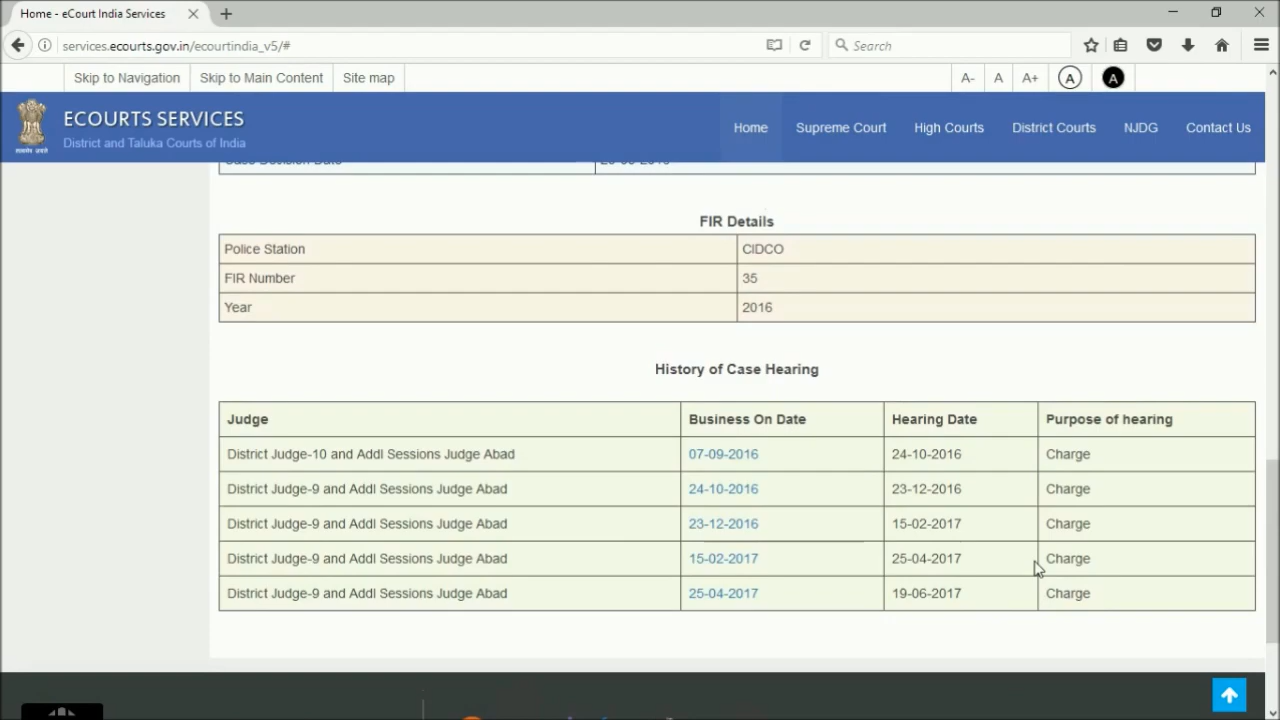 Home - eCourt India Services
services.ecourts.gov.in/ecourtindia_v5/#
Search
Skip to Navigation Skip to Main Content Site map A- A A+ A A
ECOURTS SERVICES
District and Taluka Courts of India
Home Supreme Court High Courts District Courts NJDG Contact Us
Case Decision Date
FIR Details
Police Station CIDCO
FIR Number 35
Year 2016
History of Case Hearing
Judge Business On Date Hearing Date Purpose of hearing
District Judge-10 and Addl Sessions Judge Abad 07-09-2016 24-10-2016 Charge
District Judge-9 and Addl Sessions Judge Abad 24-10-2016 23-12-2016 Charge
District Judge-9 and Addl Sessions Judge Abad 23-12-2016 15-02-2017 Charge
District Judge-9 and Addl Sessions Judge Abad 15-02-2017 25-04-2017 Charge
District Judge-9 and Addl Sessions Judge Abad 25-04-2017 19-06-2017 Charge